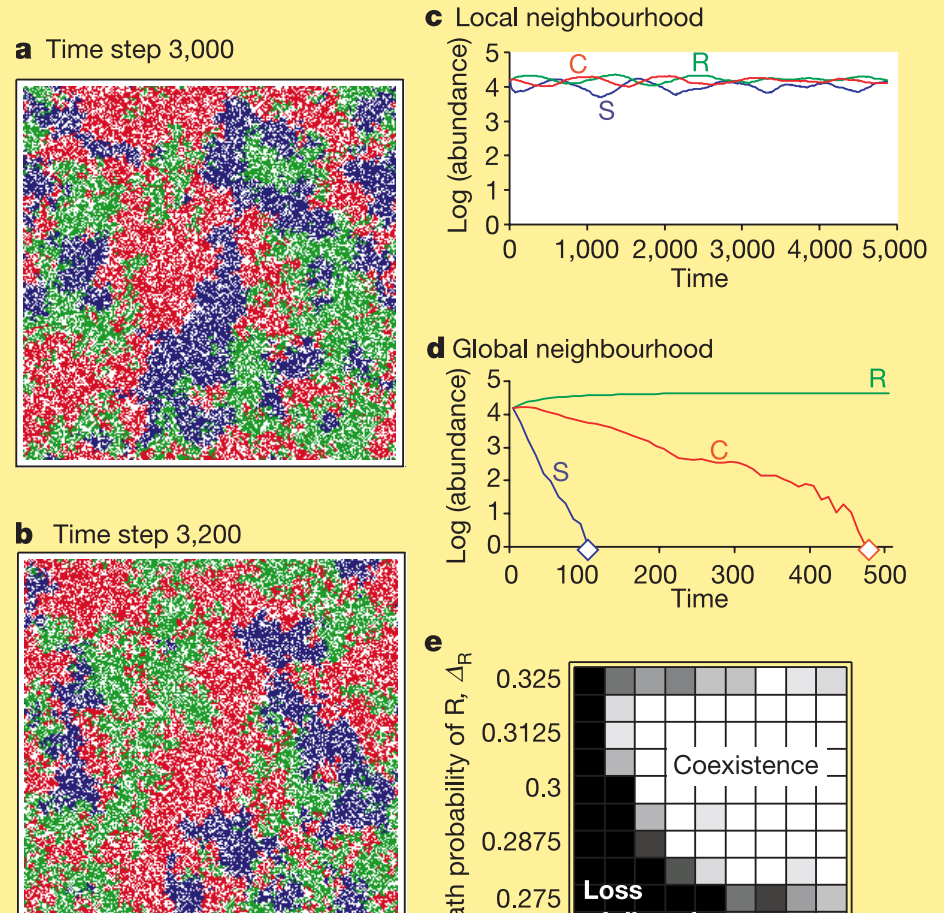 a Time step 3,000
b Time step 3,200
c Local neighbourhood
Log (abundance)
5
4
3
2
1
0
C
R
S
0 1,000 2,000 3,000 4,000 5,000
Time
d Global neighbourhood
Log (abundance)
5
4
3
2
1
0
R
C
S
0 100 200 300 400 500
Time
e
probability of R, ΔR
0.325
0.3125
0.3
0.2875
0.275
Coexistence
Loss